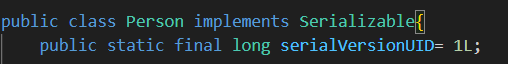 public class Person implements Serializable{
    public static final long serialVersionUID= 1L;